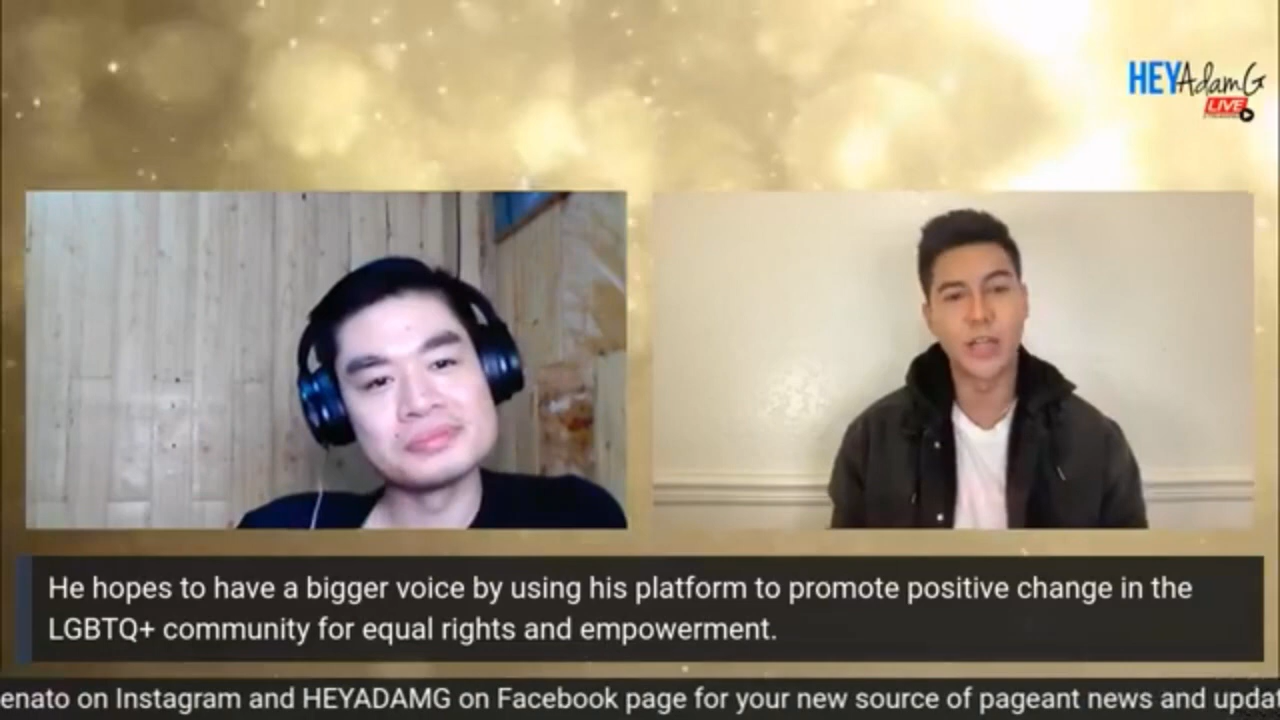 HEYAdamG
LIVE
He hopes to have a bigger voice by using his platform to promote positive change in the
LGBTQ+ community for equal rights and empowerment.
enato on Instagram and HEYADAMG on Facebook page for your new source of pageant news and updat